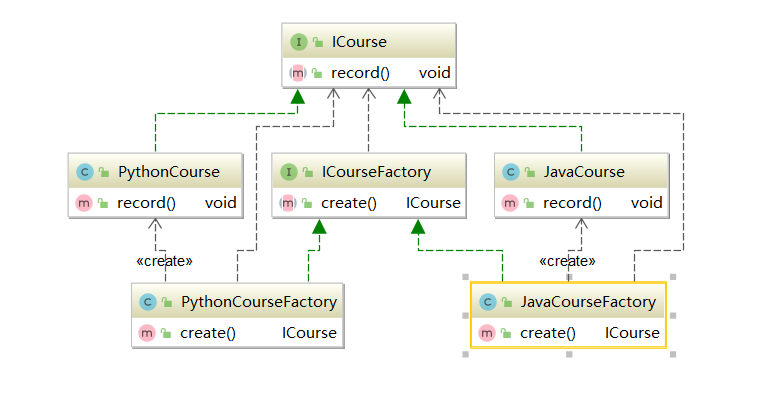 I ICourse
m record() void
C PythonCourse
m record() void
I ICourseFactory
m create() ICourse
C JavaCourse
m record() void
«create»
«create»
C PythonCourseFactory
m create() ICourse
C JavaCourseFactory
m create() ICourse